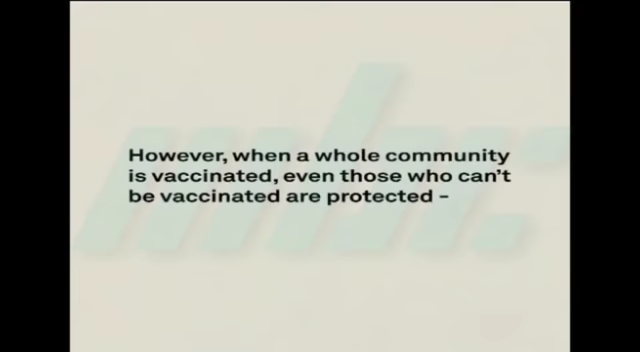 However, when a whole community
is vaccinated, even those who can't
be vaccinated are protected –